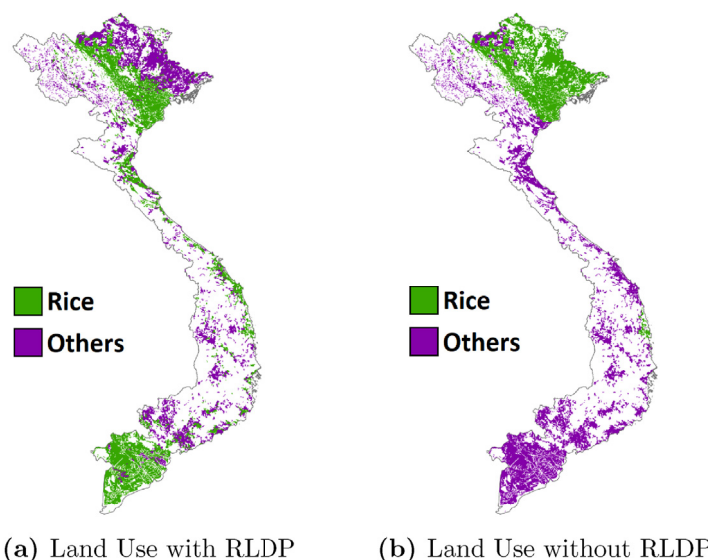 Rice
Others
Rice
Others
(a) Land Use with RLDP
(b) Land Use without RLDP